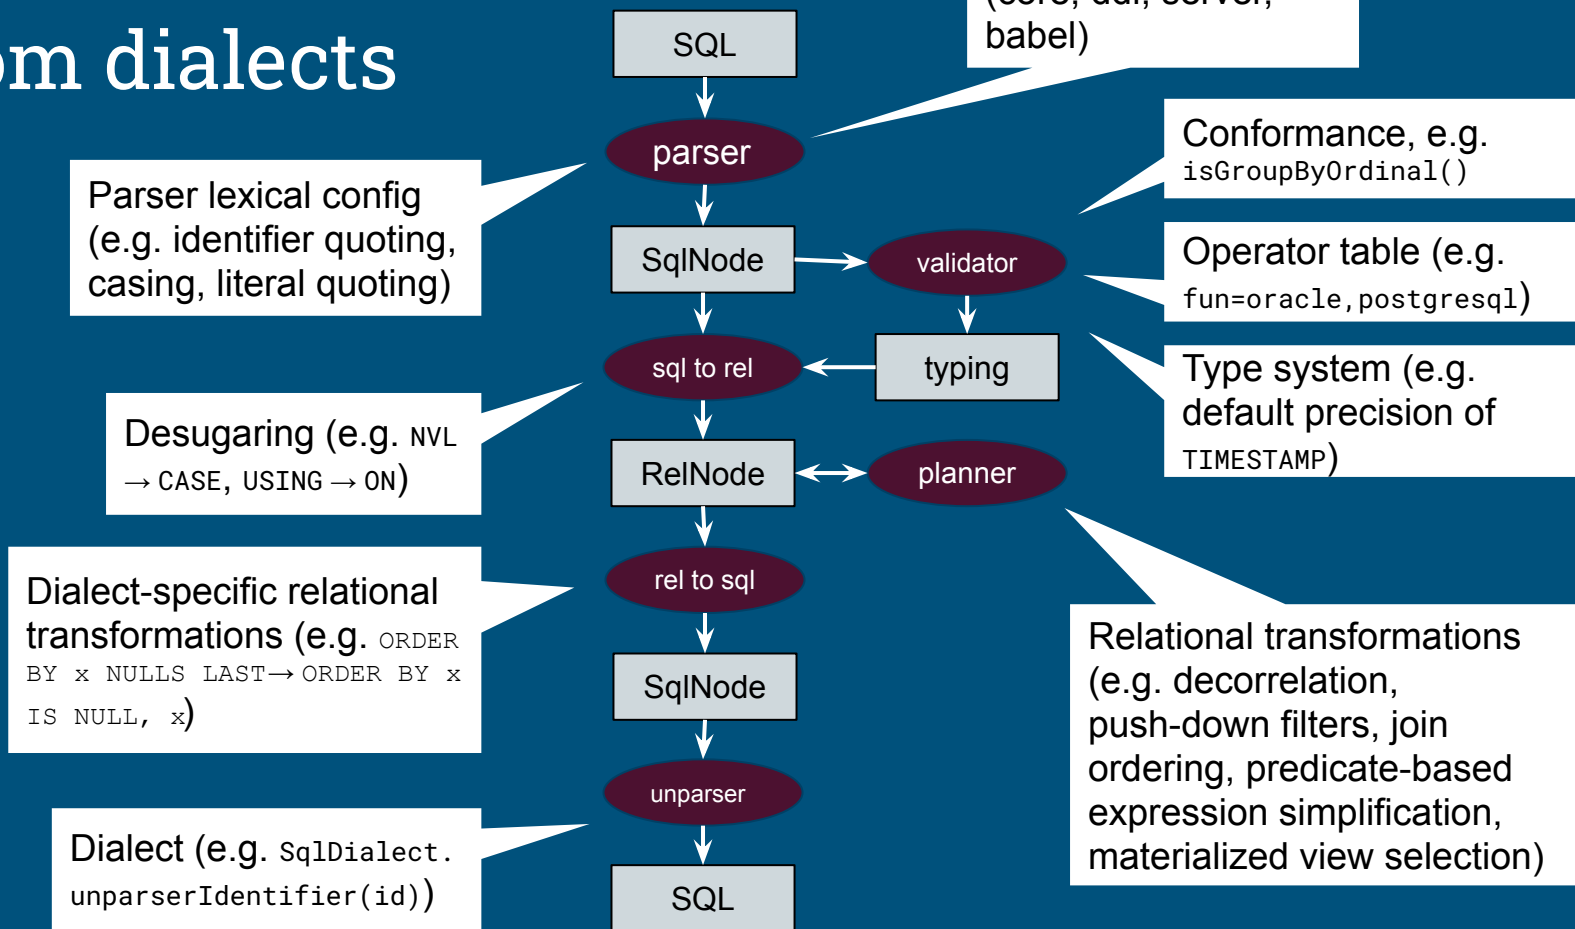 om dialects
babel)
SQL
parser
Parser lexical config
(e.g. identifier quoting,
casing, literal quoting)
Conformance, e.g.
isGroupByOrdinal()
SqlNode
validator
Operator table (e.g.
fun=oracle,postgresql)
sql to rel
typing
Type system (e.g.
default precision of
TIMESTAMP)
Desugaring (e.g. NVL
→ CASE, USING → ON)
RelNode
planner
rel to sql
Dialect-specific relational
transformations (e.g. ORDER
BY x NULLS LAST→ ORDER BY x
IS NULL, x)
SqlNode
Relational transformations
(e.g. decorrelation,
push-down filters, join
ordering, predicate-based
expression simplification,
materialized view selection)
unparser
Dialect (e.g. SqlDialect.
unparserIdentifier(id))
SQL